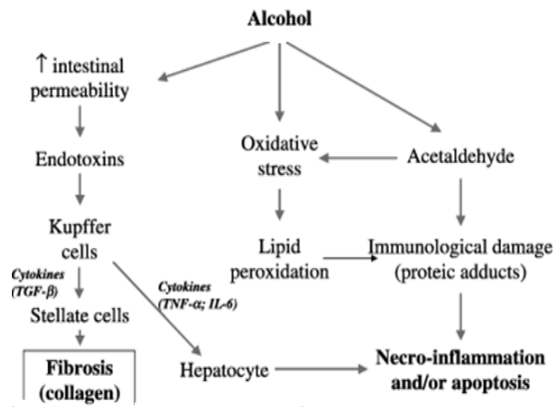 Alcohol
↑ intestinal
permeability
Oxidative
stress
Acetaldehyde
Endotoxins
Kupffer
cells
Lipid
peroxidation
Immunological damage
(proteic adducts)
Cytokines
(TGF-β)
Cytokines
(TNF-α; IL-6)
Stellate cells
Fibrosis
(collagen)
Hepatocyte
Necro-inflammation
and/or apoptosis